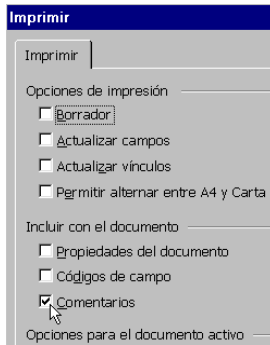 Imprimir
Imprimir
Opciones de impresión
Borrador
Actualizar campos
Actualizar vínculos
Permitir alternar entre A4 y Carta
Incluir con el documento
Propiedades del documento
Códigos de campo
Comentarios
Opciones para el documento activo